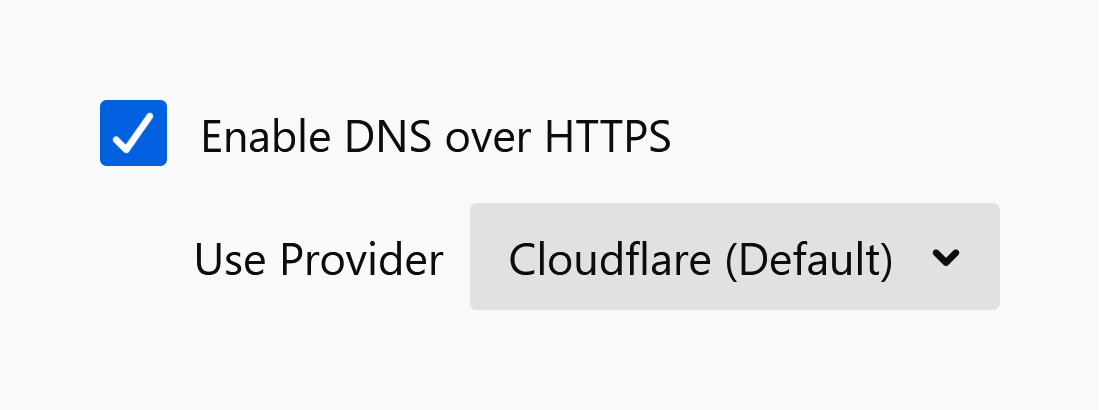 Enable DNS over HTTPS
Use Provider Cloudflare (Default)